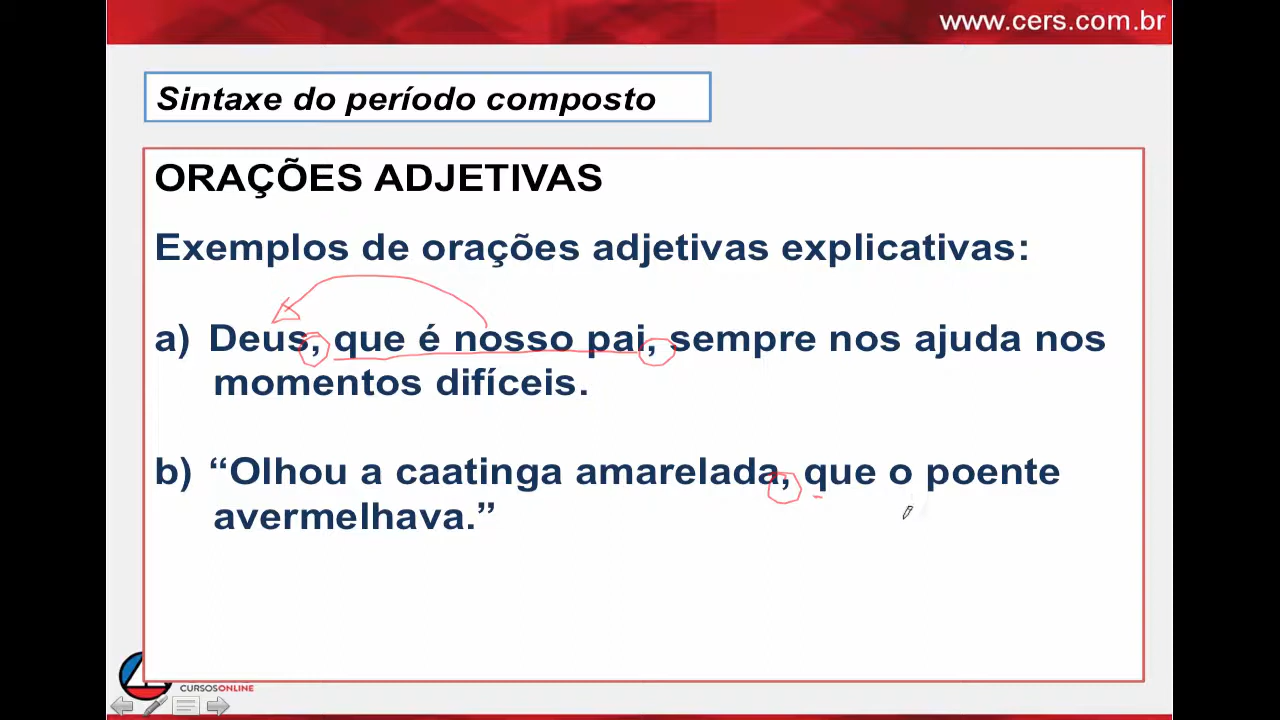 www.cers.com.br
Sintaxe do período composto
ORAÇÕES ADJETIVAS
Exemplos de orações adjetivas explicativas:
a) Deus, que é nosso pai, sempre nos ajuda nos
momentos difíceis.
b) “Olhou a caatinga amarelada, que o poente
avermelhava.”
CURSOSONLINE